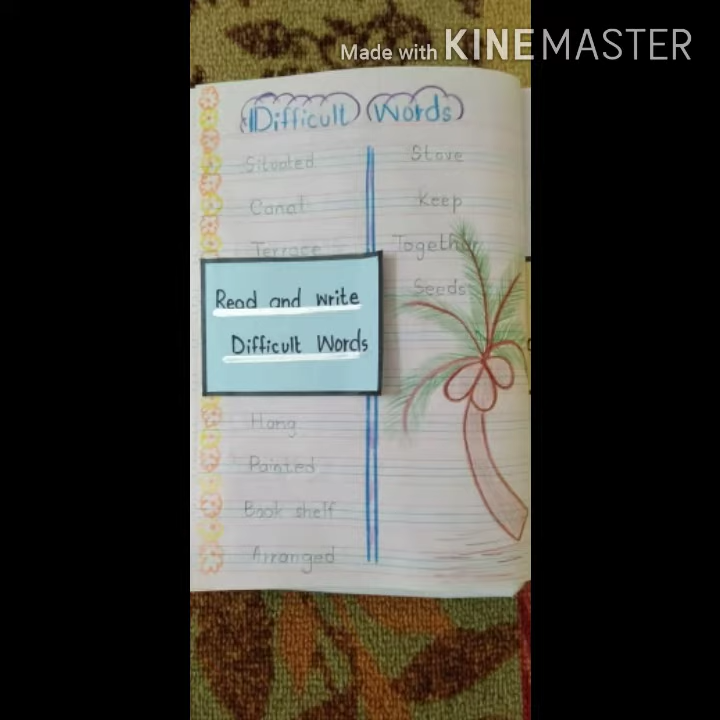 Made with KINEMASTER
Difficult Words
Situated
Canal
Terrace
Read and write
Difficult Words
Hang
Painted
Book shelf
Arranged
Stove
Keep
Together
Seeds